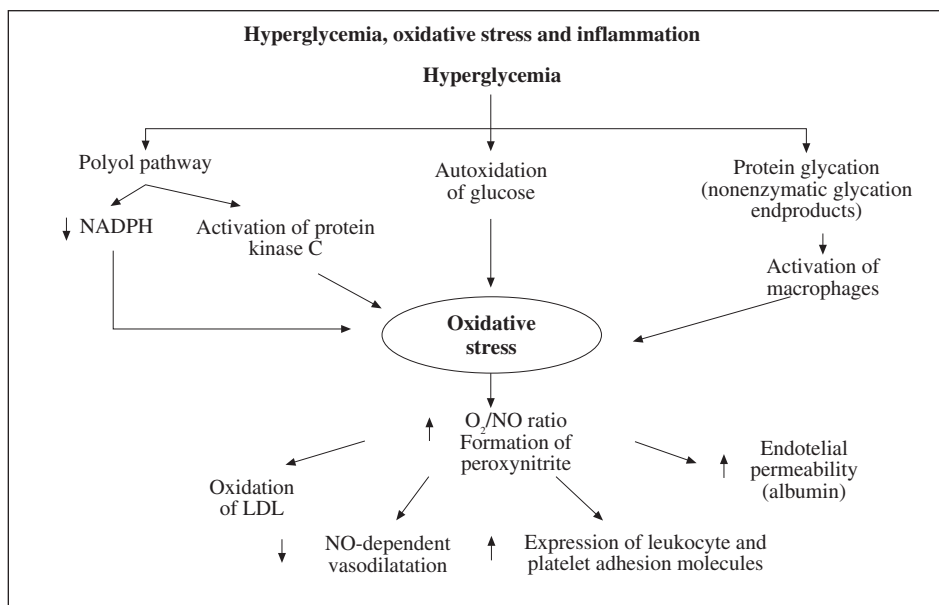 Hyperglycemia, oxidative stress and inflammation
Hyperglycemia
Polyol pathway
Autoxidation
of glucose
Protein glycation
(nonenzymatic glycation
endproducts)
↓ NADPH
Activation of protein
kinase C
Activation of
macrophages
Oxidative
stress
↑ O₂/NO ratio
Formation of
peroxynitrite
Oxidation
of LDL
↑ Endotelial
permeability
(albumin)
↓ NO-dependent
vasodilatation
↑ Expression of leukocyte and
platelet adhesion molecules